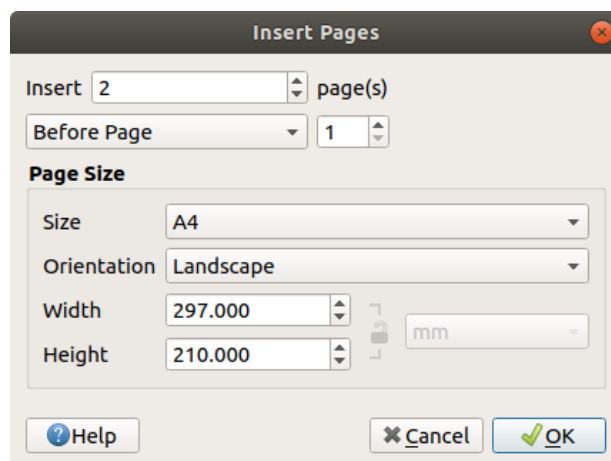 Insert Pages
Insert 2 page(s)
Before Page 1
Page Size
Size A4
Orientation Landscape
Width 297.000
mm
Height 210.000
Help Cancel OK